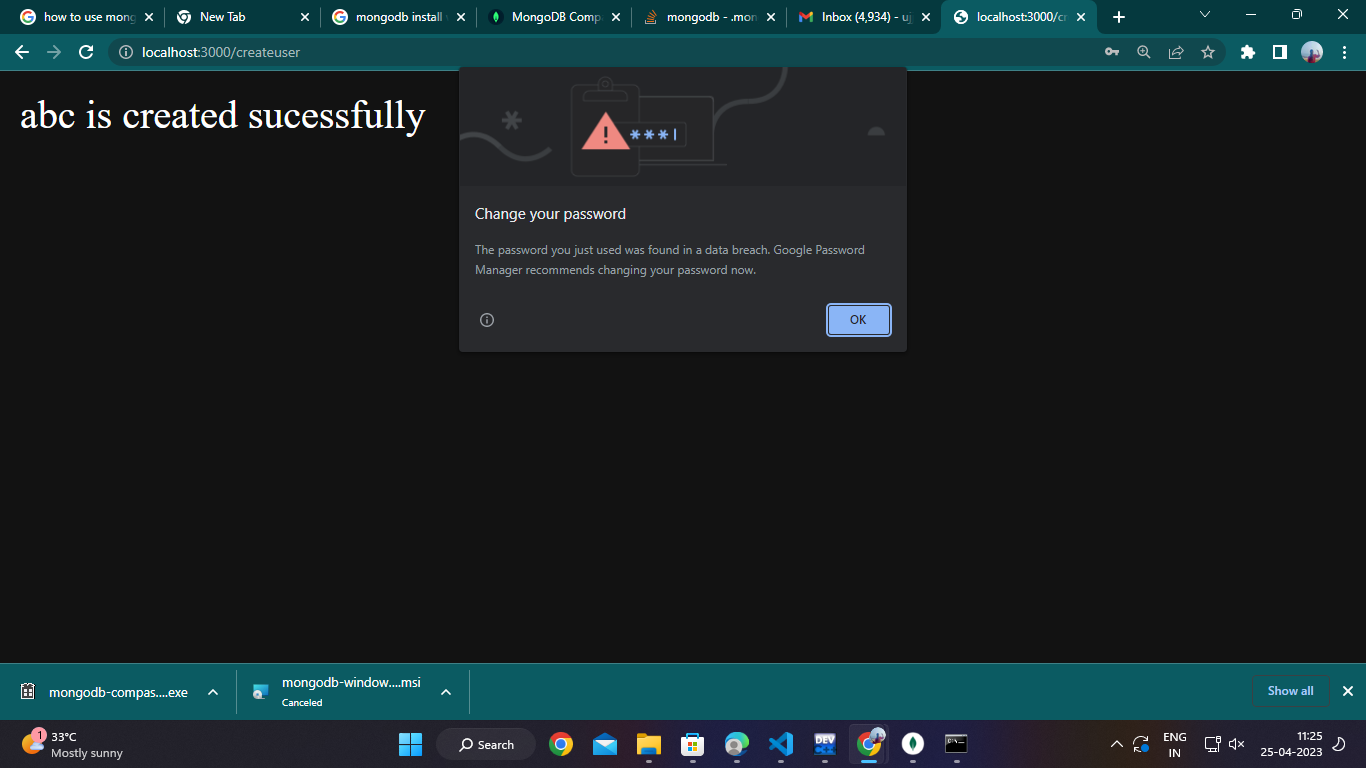 how to use mong
New Tab
mongodb install
MongoDB Comp
mongodb - .mon
Inbox (4,934) - uj
localhost:3000/cr
localhost:3000/createuser
abc is created sucessfully
***|
Change your password
The password you just used was found in a data breach. Google Password
Manager recommends changing your password now.
OK
mongodb-compas....exe
mongodb-window....msi
Canceled
Show all
1
33°C
Mostly sunny
Search
DEV
ENG
IN
11:25
25-04-2023